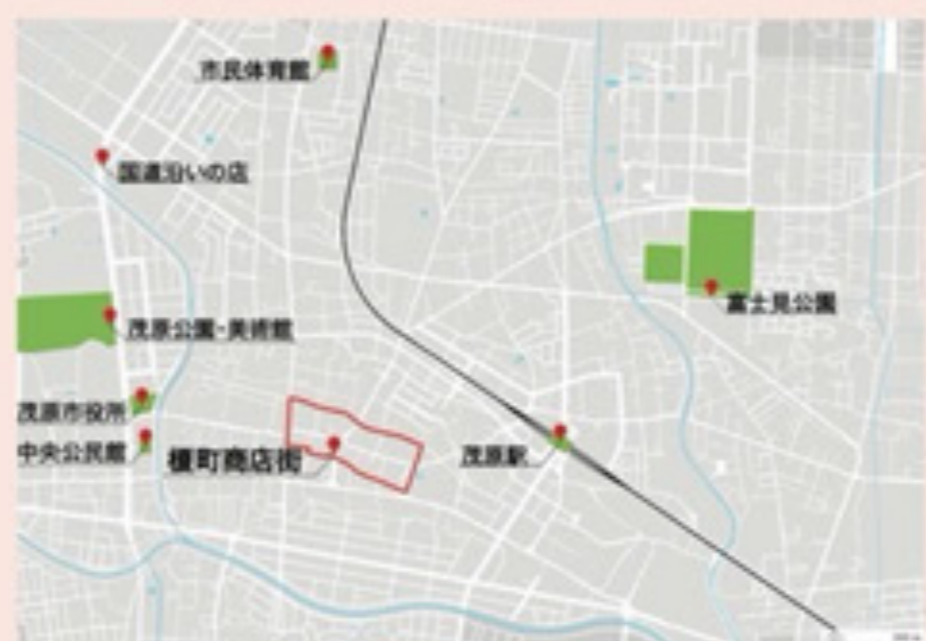 市民体育館
国道沿いの店
富士見公園
茂原公園・美術館
茂原市役所
中央公民館
榎町商店街
茂原駅